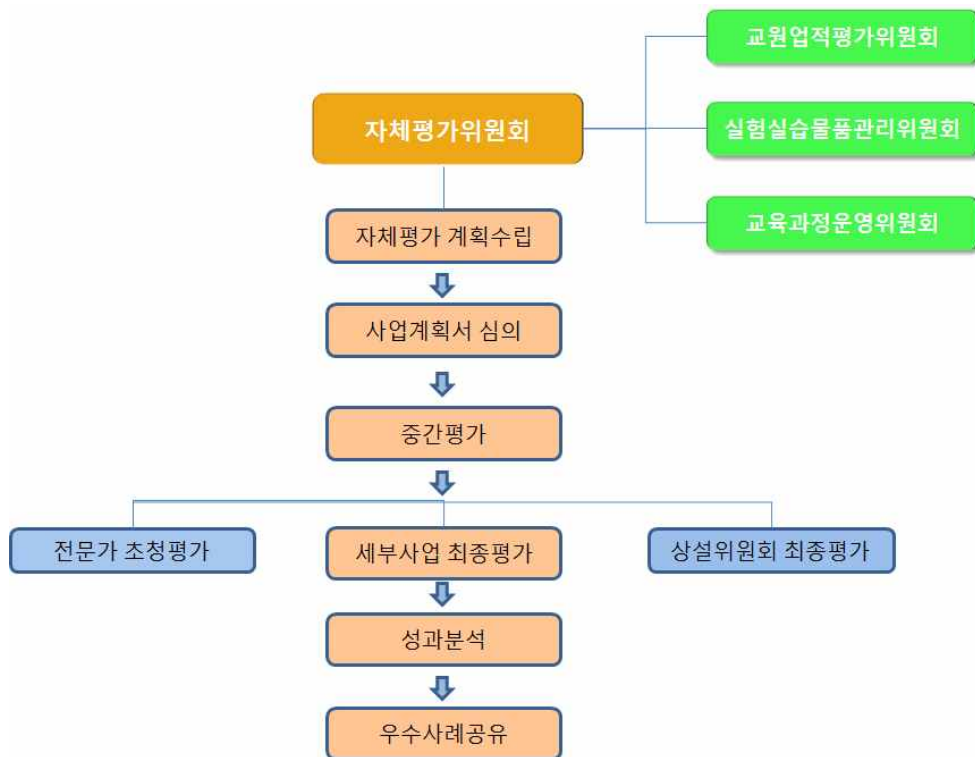 교원업적평가위원회
자체평가위원회
실험실습물품관리위원회
교육과정운영위원회
자체평가 계획수립
사업계획서 심의
중간평가
전문가 초청평가
세부사업 최종평가
상설위원회 최종평가
성과분석
우수사례공유